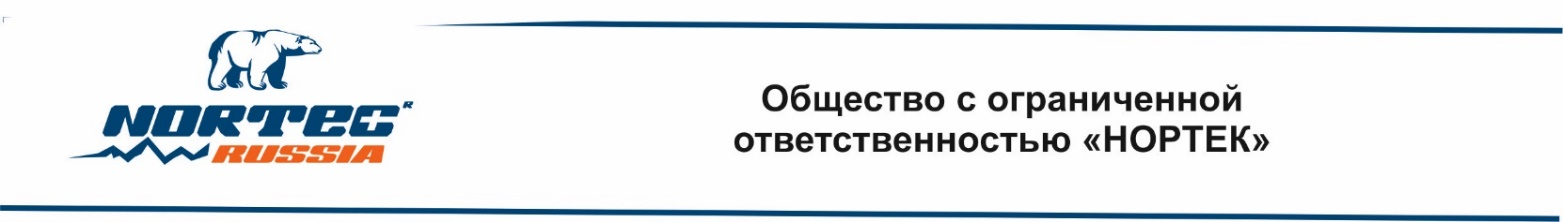 NORTEC®
RUSSIA
Общество с ограниченной
ответственностью «НОРТЕК»